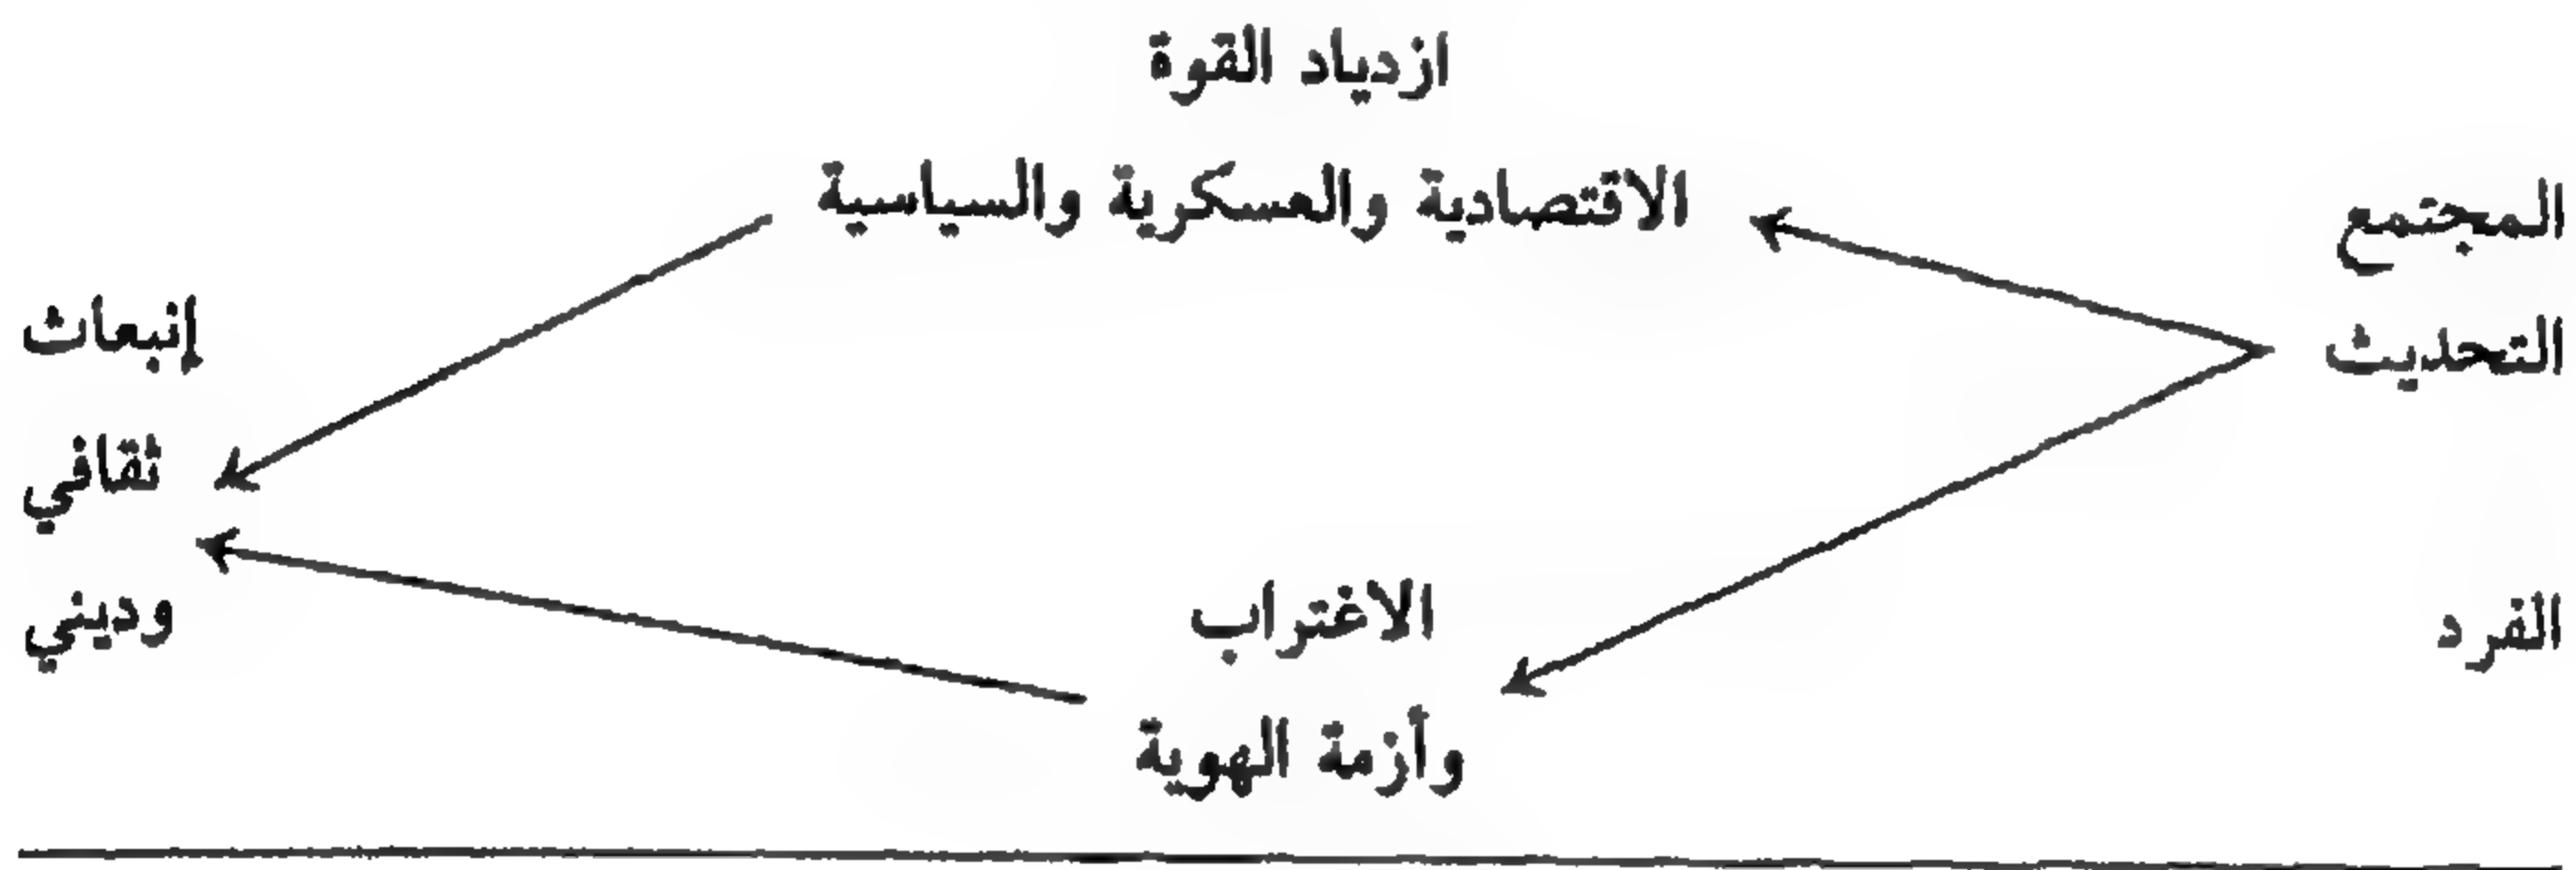 ازدياد القوة
الاقتصادية والعسكرية والسياسية
المجتمع
التحديث
الفرد
الاغتراب
وأزمة الهوية
إنبعاث
ثقافي
وديني